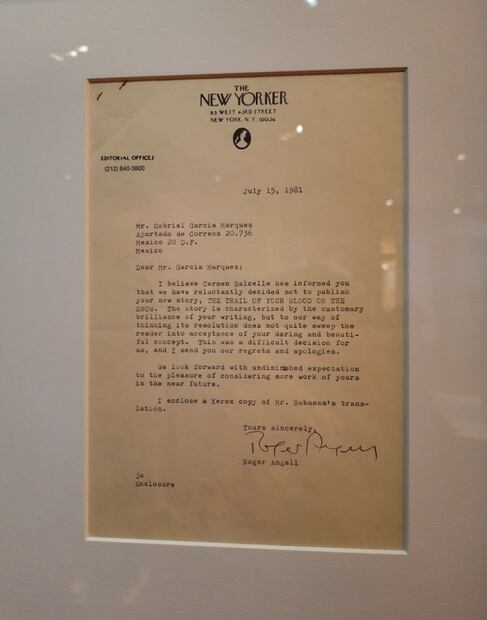 THE
NEW YORKER
25 WEST 43RD STREET
NEW YORK, N. Y. 10036
EDITORIAL OFFICES
(212) 840-3800
July 15, 1981
Mr. Gabriel Garcia Marquez
Apartado de Correos 20.736
Mexico 20 D.F.
Mexico
Dear Mr. Garcia Marquez:
I believe Carmen Balcells has informed you
that we have reluctantly decided not to publish
your new story, THE TRAIL OF YOUR BLOOD ON THE
SNOW. The story is characterized by the customary
brilliance of your writing, but to our way of
thinking its resolution does not quite sweep the
reader into acceptance of your daring and beauti-
ful concept. This was a difficult decision for
us, and I send you our regrets and apologies.
We look forward with undiminished expectation
to the pleasure of considering more work of yours
in the near future.
I enclose a Xerox copy of Mr. Rabassa's trans-
lation.
Yours sincerely,
Roger Angell
Roger Angell
ja
Enclosure